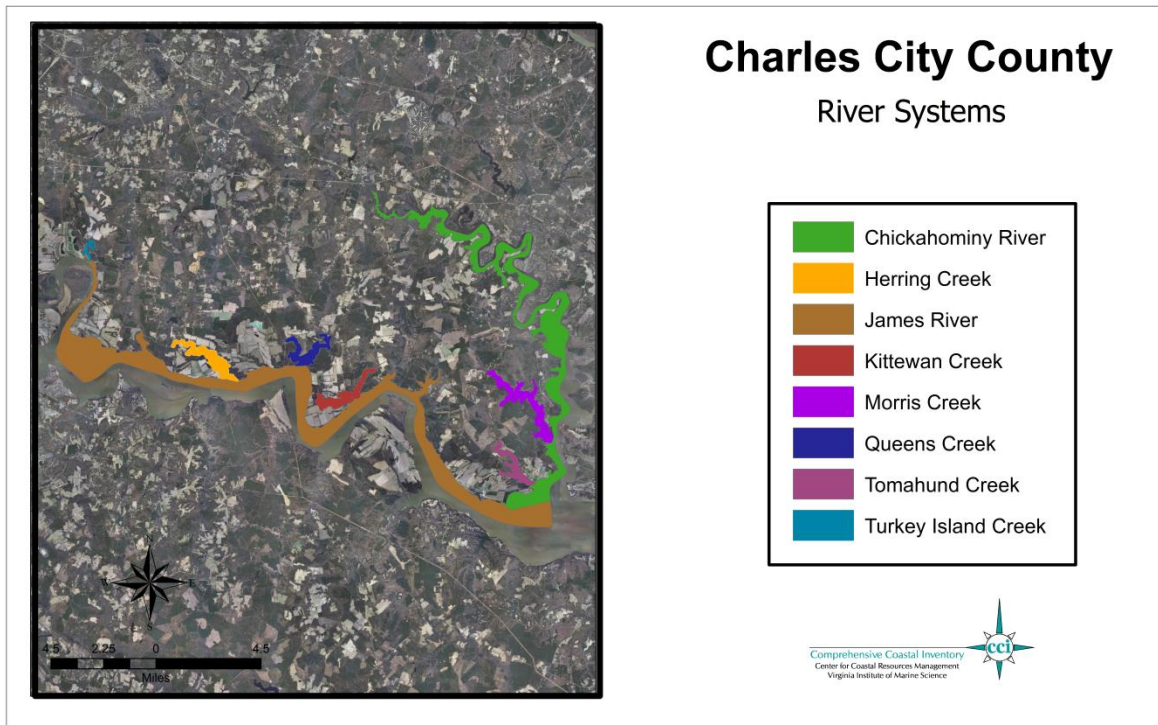 Charles City County
River Systems
Chickahominy River
Herring Creek
James River
Kittewan Creek
Morris Creek
Queens Creek
Tomahund Creek
Turkey Island Creek
N
W E
S
4.5 2.25 0 4.5
Miles
Comprehensive Coastal Inventory
Center for Coastal Resources Management
Virginia Institute of Marine Science
cci